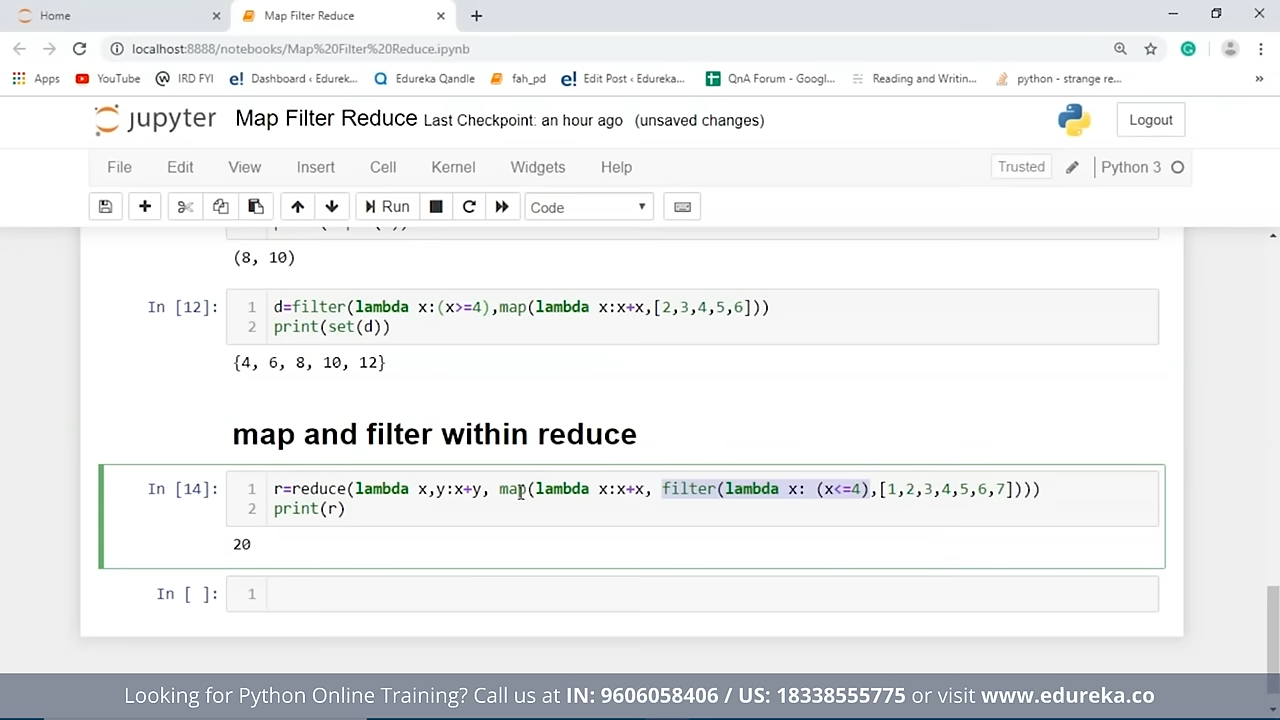 Home
Map Filter Reduce
localhost:8888/notebooks/Map%20Filter%20Reduce.ipynb
Apps YouTube IRD FYI Dashboard ‹ Edurek... Edureka Qandle fah_pd Edit Post ‹ Edureka... QnA Forum - Googl... Reading and Writin... python - strange re... »
jupyter Map Filter Reduce Last Checkpoint: an hour ago (unsaved changes) Logout
File Edit View Insert Cell Kernel Widgets Help Trusted Python 3
Run Code
(8, 10)
In [12]: 1 d=filter(lambda x:(x>=4),map(lambda x:x+x,[2,3,4,5,6]))
2 print(set(d))
{4, 6, 8, 10, 12}
map and filter within reduce
In [14]: 1 r=reduce(lambda x,y:x+y, map(lambda x:x+x, filter(lambda x: (x<=4),[1,2,3,4,5,6,7])))
2 print(r)
20
In [ ]: 1
Looking for Python Online Training? Call us at IN: 9606058406 / US: 18338555775 or visit www.edureka.co